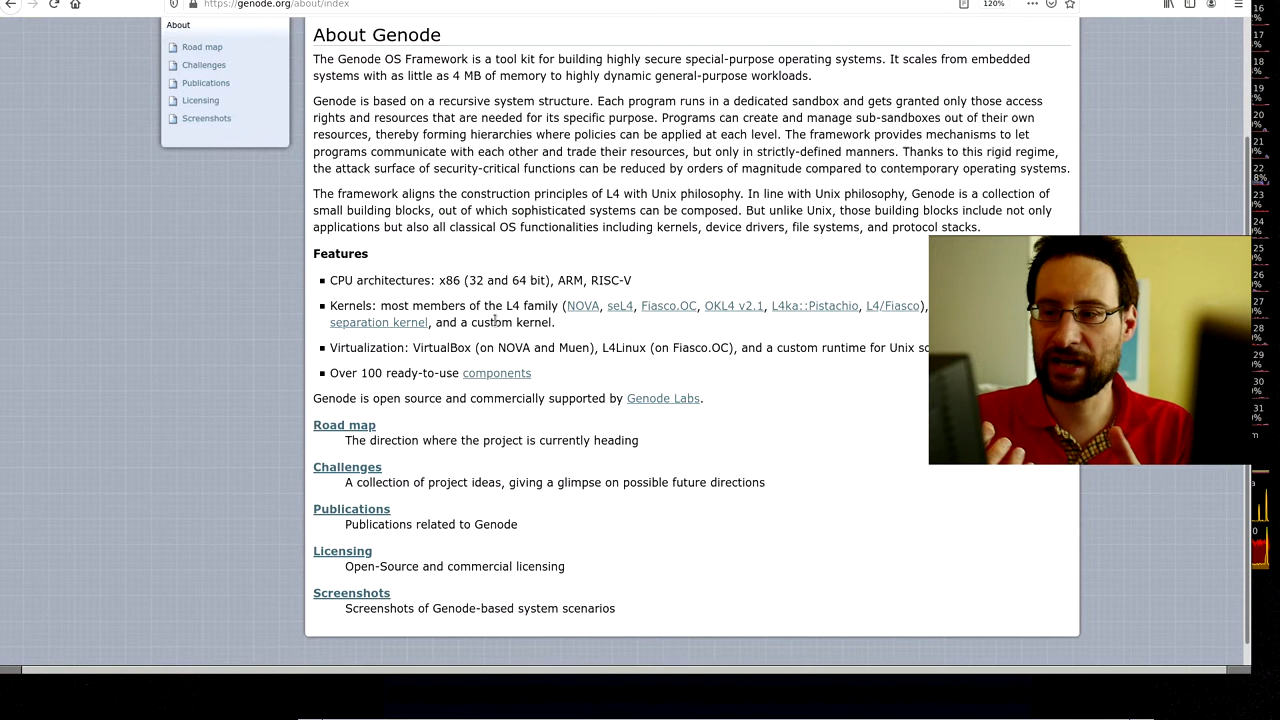 https://genode.org/about/index
120%
About
Road map
Challenges
Publications
Licensing
Screenshots
About Genode
The Genode OS Framework is a tool kit for building highly secure special-purpose operating systems. It scales from embedded
systems with as little as 4 MB of memory to highly dynamic general-purpose workloads.
Genode is based on a recursive system structure. Each program runs in a dedicated sandbox and gets granted only those access
rights and resources that are needed for its specific purpose. Programs can create and manage sub-sandboxes out of their own
resources, thereby forming hierarchies where policies can be applied at each level. The framework provides mechanisms to let
programs communicate with each other and trade their resources, but only in strictly-defined manners. Thanks to this rigid regime,
the attack surface of security-critical functions can be reduced by orders of magnitude compared to contemporary operating systems.
The framework aligns the construction principles of L4 with Unix philosophy. In line with Unix philosophy, Genode is a collection of
small building blocks, out of which sophisticated systems can be composed. But unlike Unix, those building blocks include not only
applications but also all classical OS functionalities including kernels, device drivers, file systems, and protocol stacks.
Features
CPU architectures: x86 (32 and 64 bit), ARM, RISC-V
Kernels: most members of the L4 family (NOVA, seL4, Fiasco.OC, OKL4 v2.1, L4ka::Pistachio, L4/Fiasco),
separation kernel, and a custom kernel.
Virtualization: VirtualBox (on NOVA and Muen), L4Linux (on Fiasco.OC), and a custom runtime for Unix
Over 100 ready-to-use components
Genode is open source and commercially supported by Genode Labs.
Road map
The direction where the project is currently heading
Challenges
A collection of project ideas, giving a glimpse on possible future directions
Publications
Publications related to Genode
Licensing
Open-Source and commercial licensing
Screenshots
Screenshots of Genode-based system scenarios
16
17
18
19
20
21
22
23
24
25
26
27
28
29
30
31